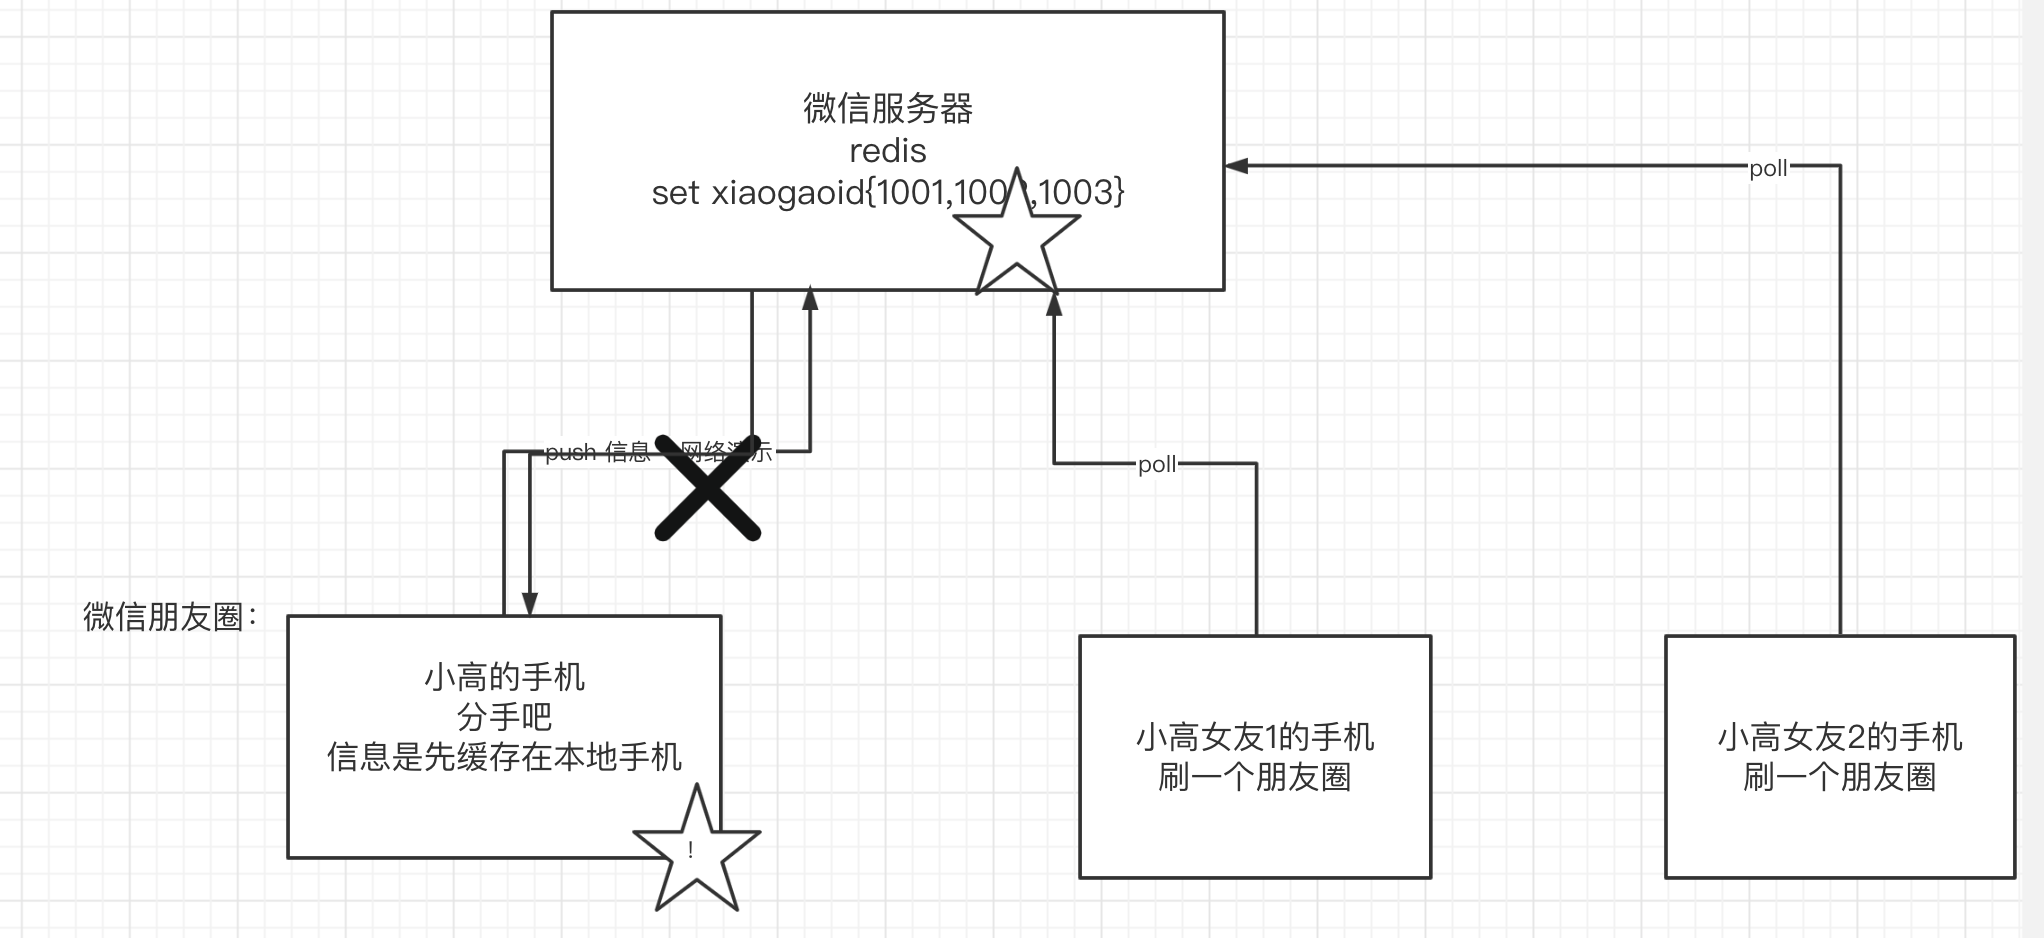 微信服务器
redis
set xiaogaoid{1001,100 ,1003}
poll
push 信息 网络 示
poll
微信朋友圈：
小高的手机
分手吧
信息是先缓存在本地手机
!
小高女友1的手机
刷一个朋友圈
小高女友2的手机
刷一个朋友圈